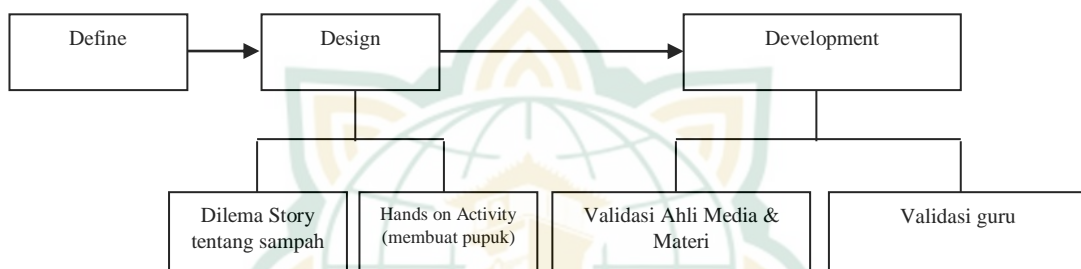 Define
Design
Development
Dilema Story
tentang sampah
Hands on Activity
(membuat pupuk)
Validasi Ahli Media &
Materi
Validasi guru